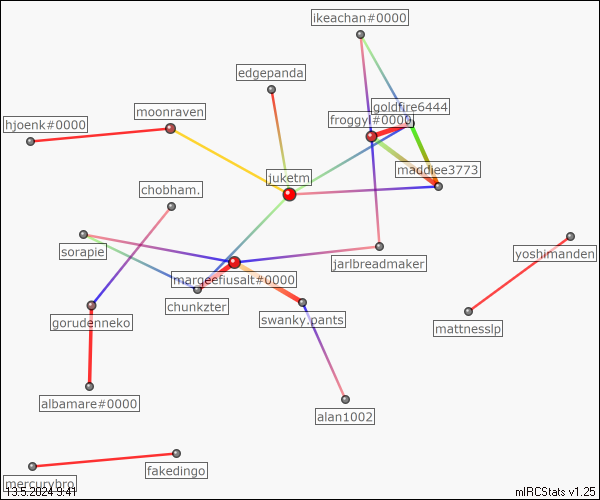 ikeachan#0000
edgepanda
goldfire6444
moonraven
froggyl#0000
hjoenk#0000
maddiee3773
juketm
chobham.
sorapie
yoshimanden
jarlbreadmaker
margeefiusalt#0000
chunkzter
gorudenneko
swanky.pants
mattnesslp
albamare#0000
alan1002
fakedingo
mercurybro
13.5.2024 9:41
mIRCStats v1.25